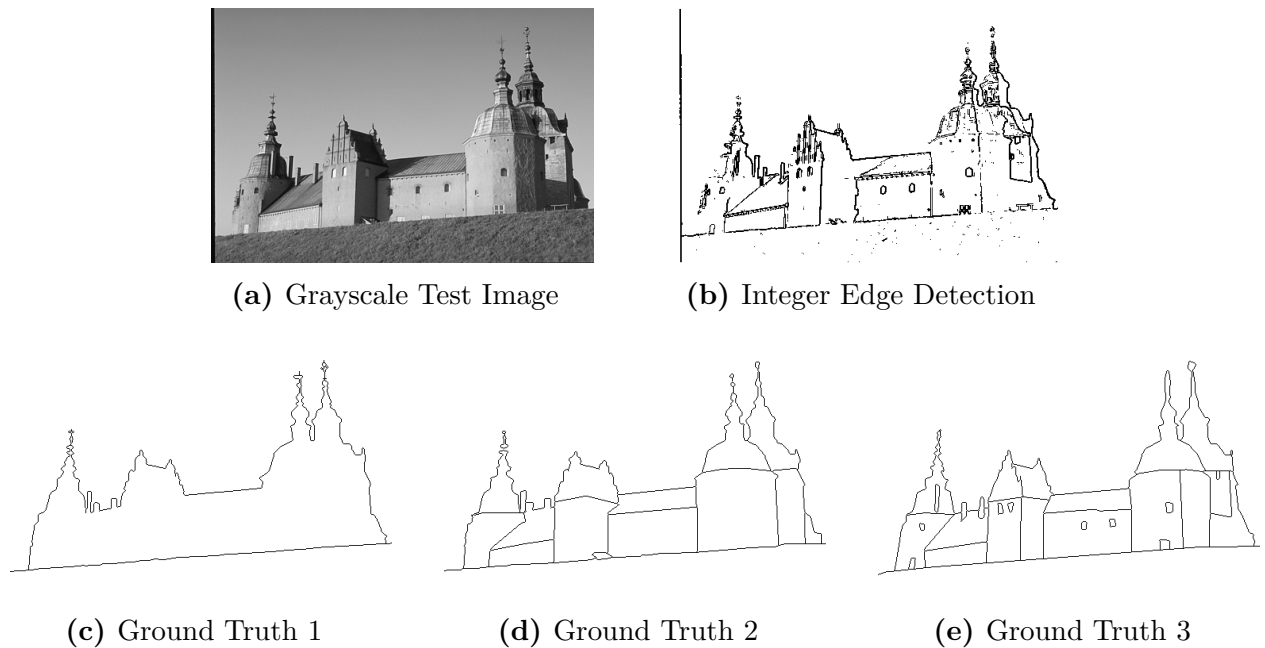 (a) Grayscale Test Image
(b) Integer Edge Detection
(c) Ground Truth 1
(d) Ground Truth 2
(e) Ground Truth 3